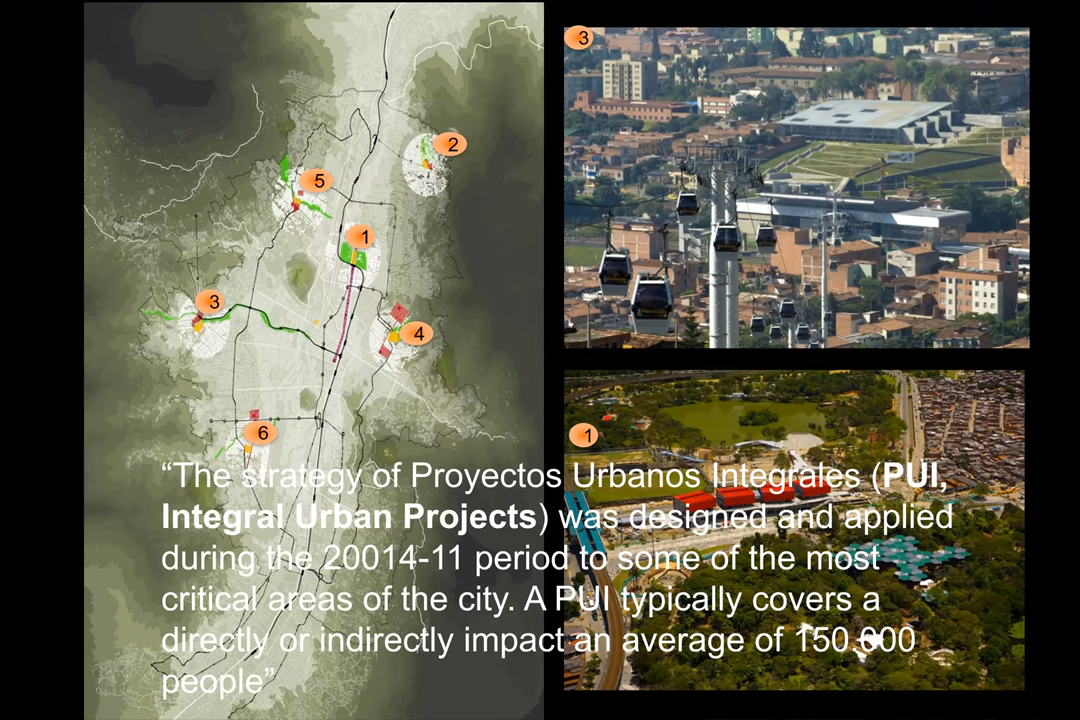 3
2
5
1
3
4
6
1
“The strategy of Proyectos Urbanos Integrales (PUI,
Integral Urban Projects) was designed and applied
during the 20014-11 period to some of the most
critical areas of the city. A PUI typically covers a
directly or indirectly impact an average of 150.000
people”